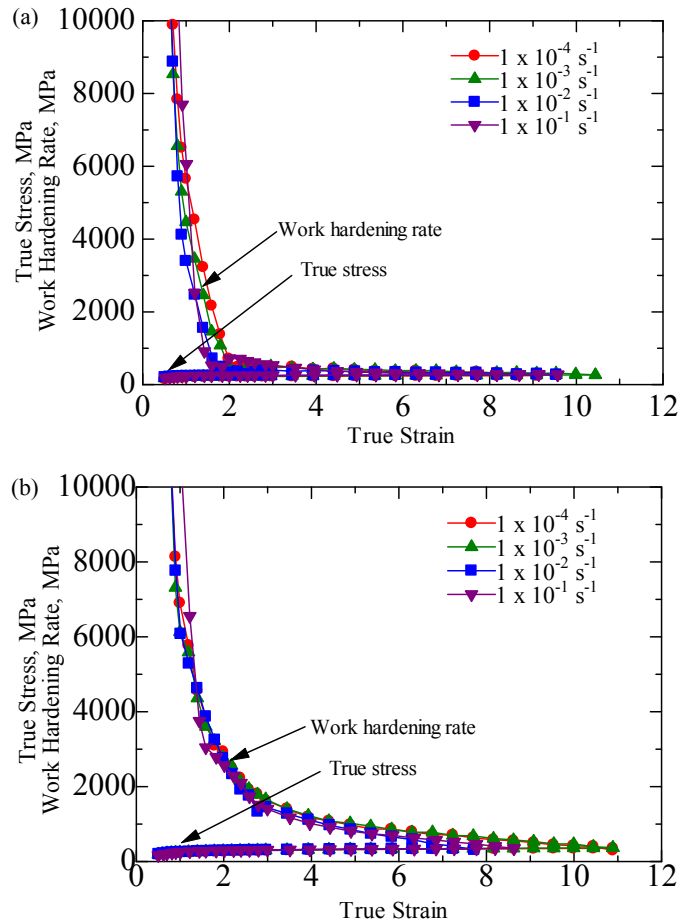 (a)
10000
8000
6000
4000
2000
0
True Stress, MPa
Work Hardening Rate, MPa
1 x 10⁻⁴ s⁻¹
1 x 10⁻³ s⁻¹
1 x 10⁻² s⁻¹
1 x 10⁻¹ s⁻¹
Work hardening rate
True stress
0 2 4 6 8 10 12
True Strain
(b)
10000
8000
6000
4000
2000
0
True Stress, MPa
Work Hardening Rate, MPa
1 x 10⁻⁴ s⁻¹
1 x 10⁻³ s⁻¹
1 x 10⁻² s⁻¹
1 x 10⁻¹ s⁻¹
Work hardening rate
True stress
0 2 4 6 8 10 12
True Strain